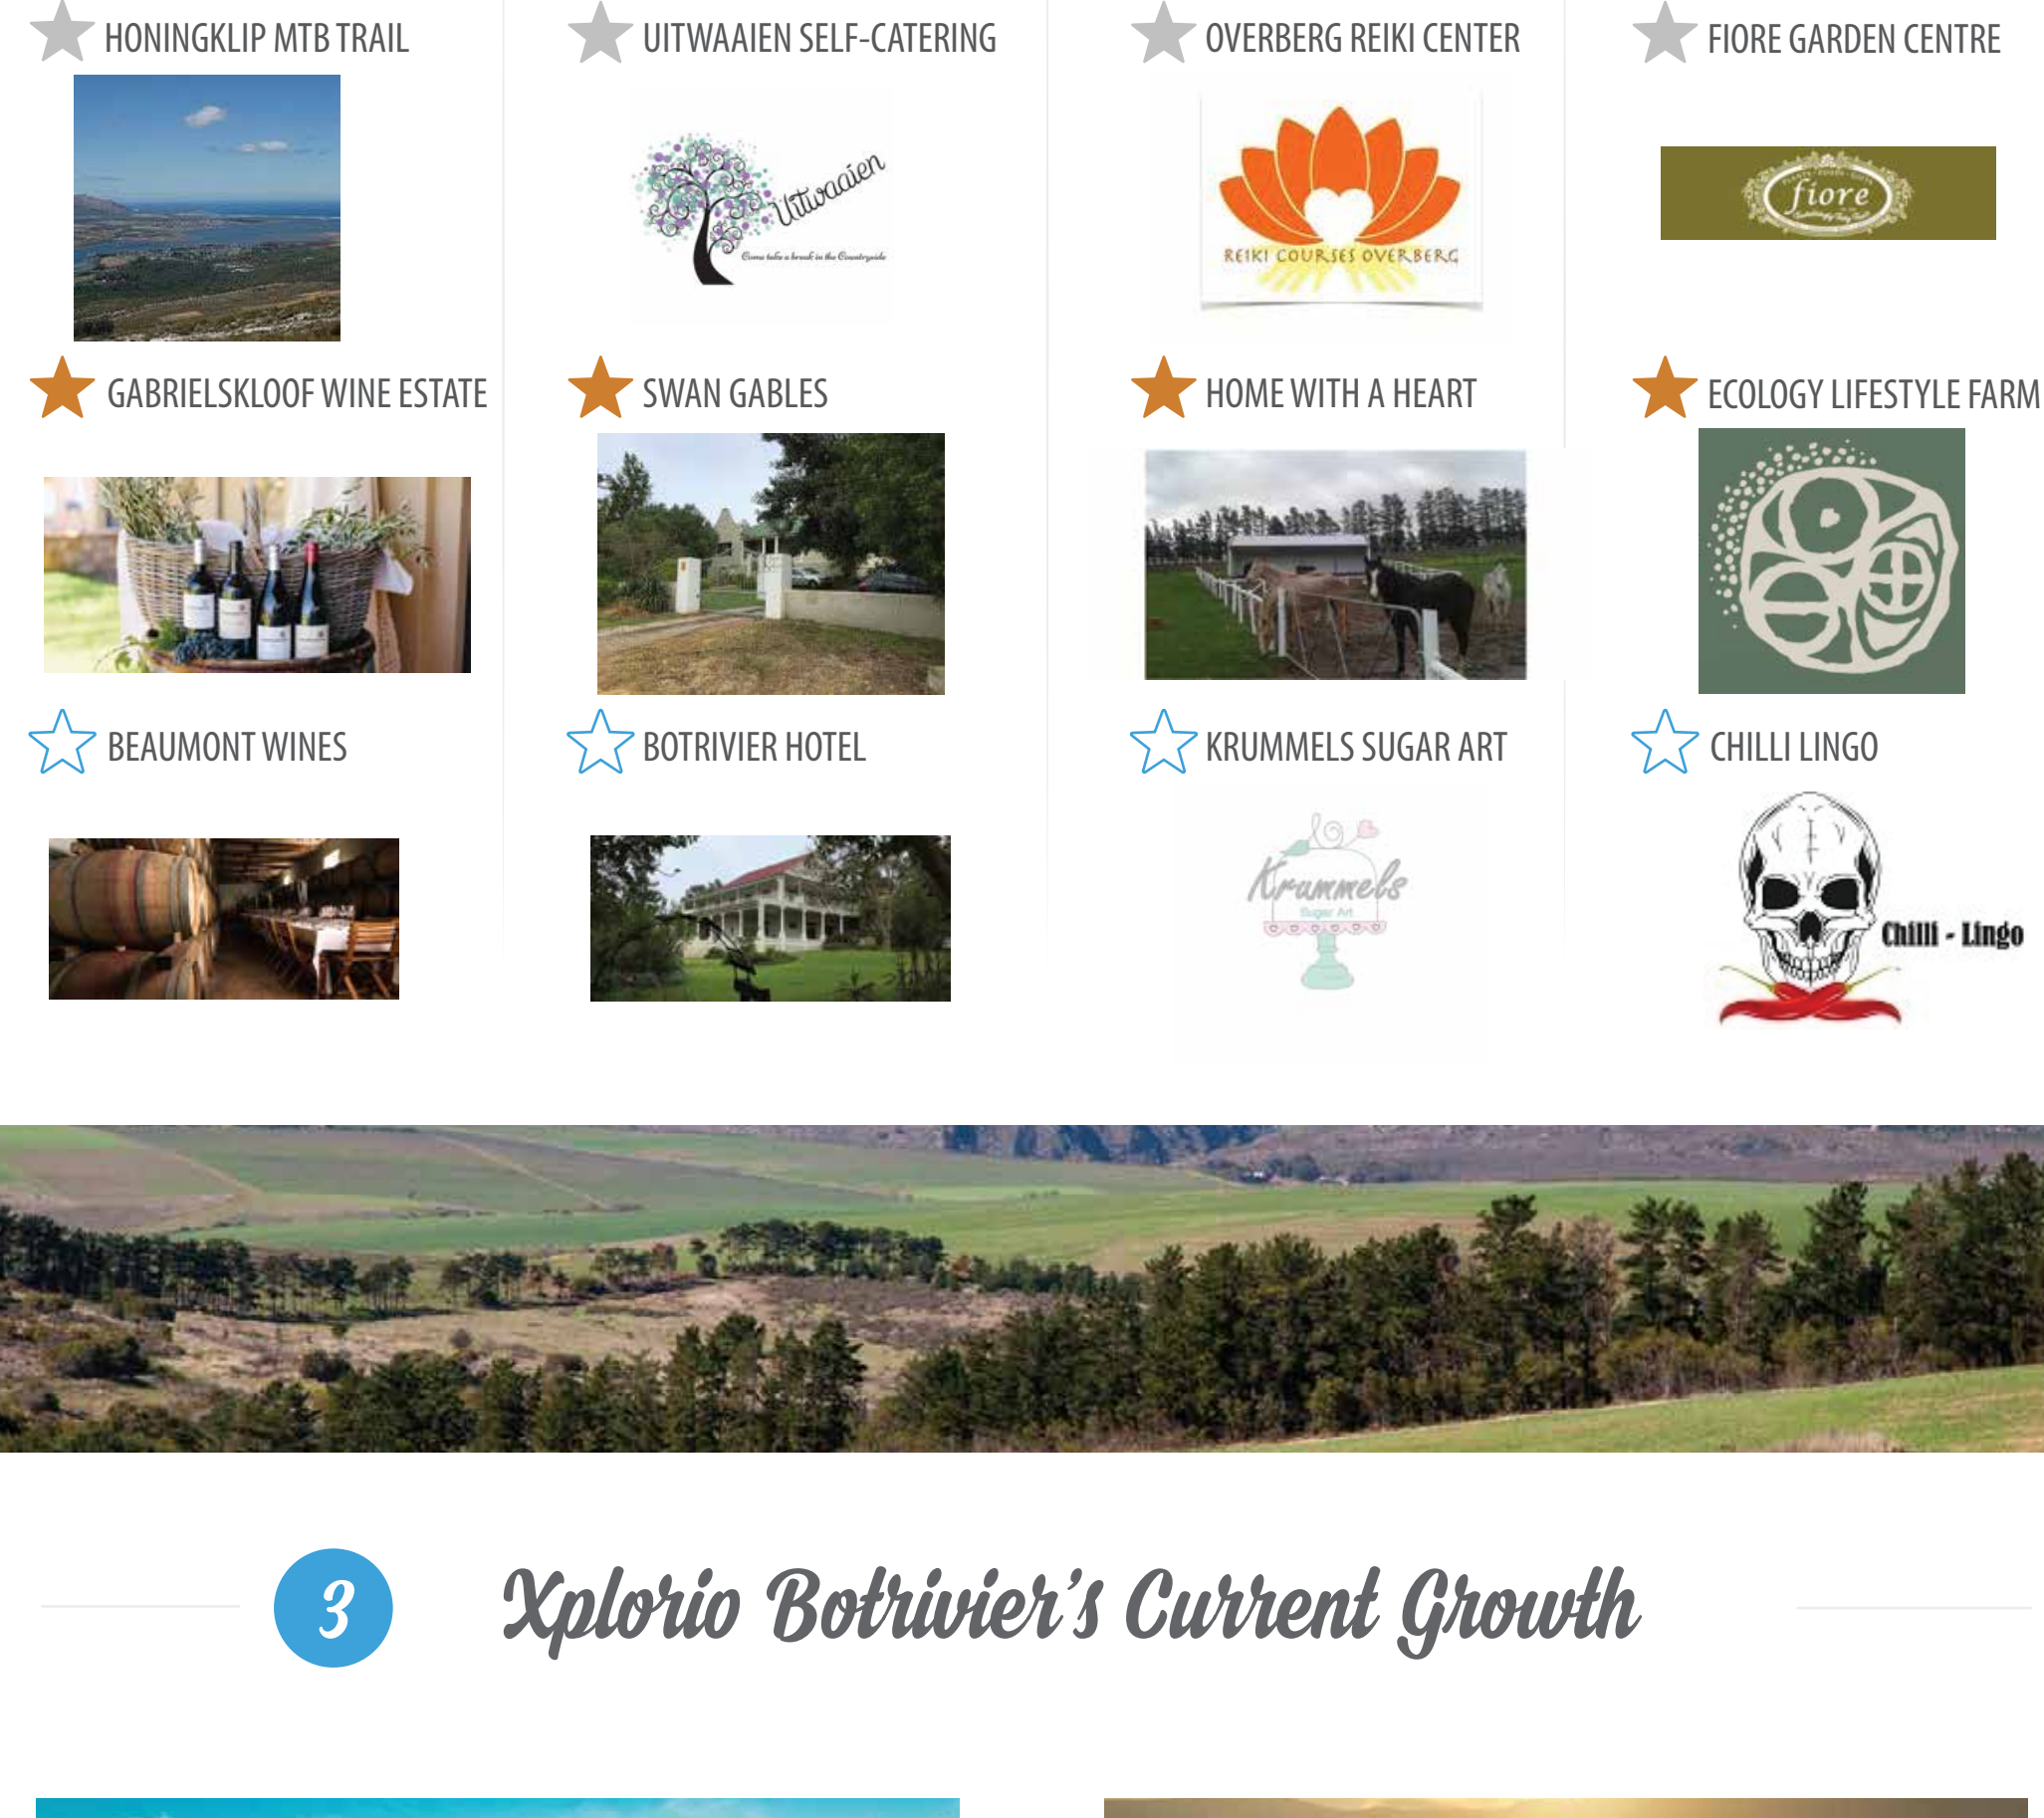 HONINGKLIP MTB TRAIL
UITWAAIEN SELF-CATERING
OVERBERG REIKI CENTER
FIORE GARDEN CENTRE
Uitwaaien
Come take a break in the Countryside
REIKI COURSES OVERBERG
fiore
GABRIELSKLOOF WINE ESTATE
SWAN GABLES
HOME WITH A HEART
ECOLOGY LIFESTYLE FARM
BEAUMONT WINES
BOTRIVIER HOTEL
KRUMMELS SUGAR ART
CHILLI LINGO
Krummels
Sugar Art
Chilli - Lingo
3
Xplorio Botrivier's Current Growth